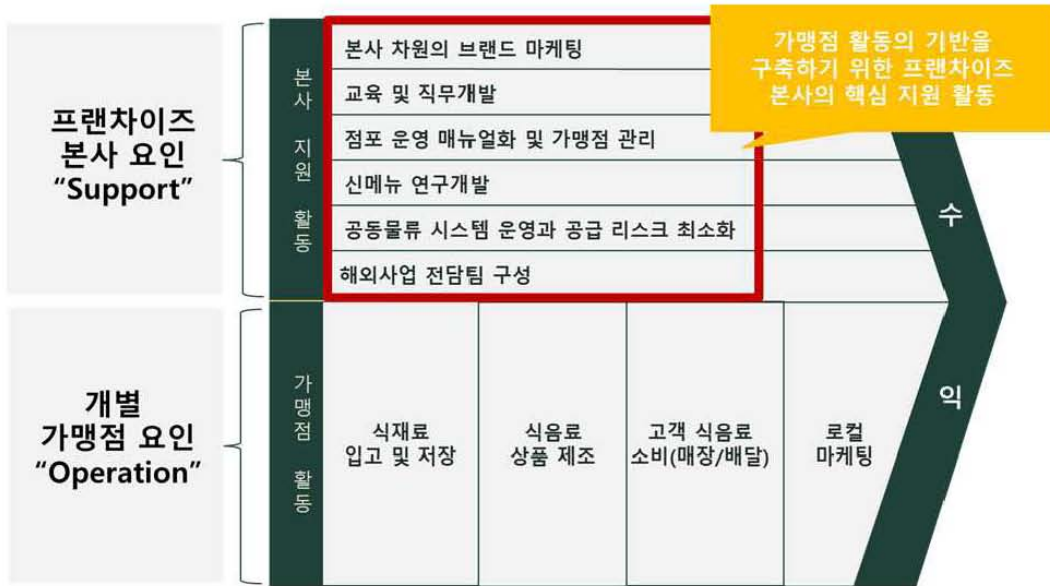 프랜차이즈
본사 요인
“Support”
본사 지원 활동
본사 차원의 브랜드 마케팅
교육 및 직무개발
점포 운영 매뉴얼화 및 가맹점 관리
신메뉴 연구개발
공동물류 시스템 운영과 공급 리스크 최소화
해외사업 전담팀 구성
가맹점 활동의 기반을
구축하기 위한 프랜차이즈
본사의 핵심 지원 활동
개별
가맹점 요인
“Operation”
가맹점 활동
식재료
입고 및 저장
식음료
상품 제조
고객 식음료
소비(매장/배달)
로컬
마케팅
수익